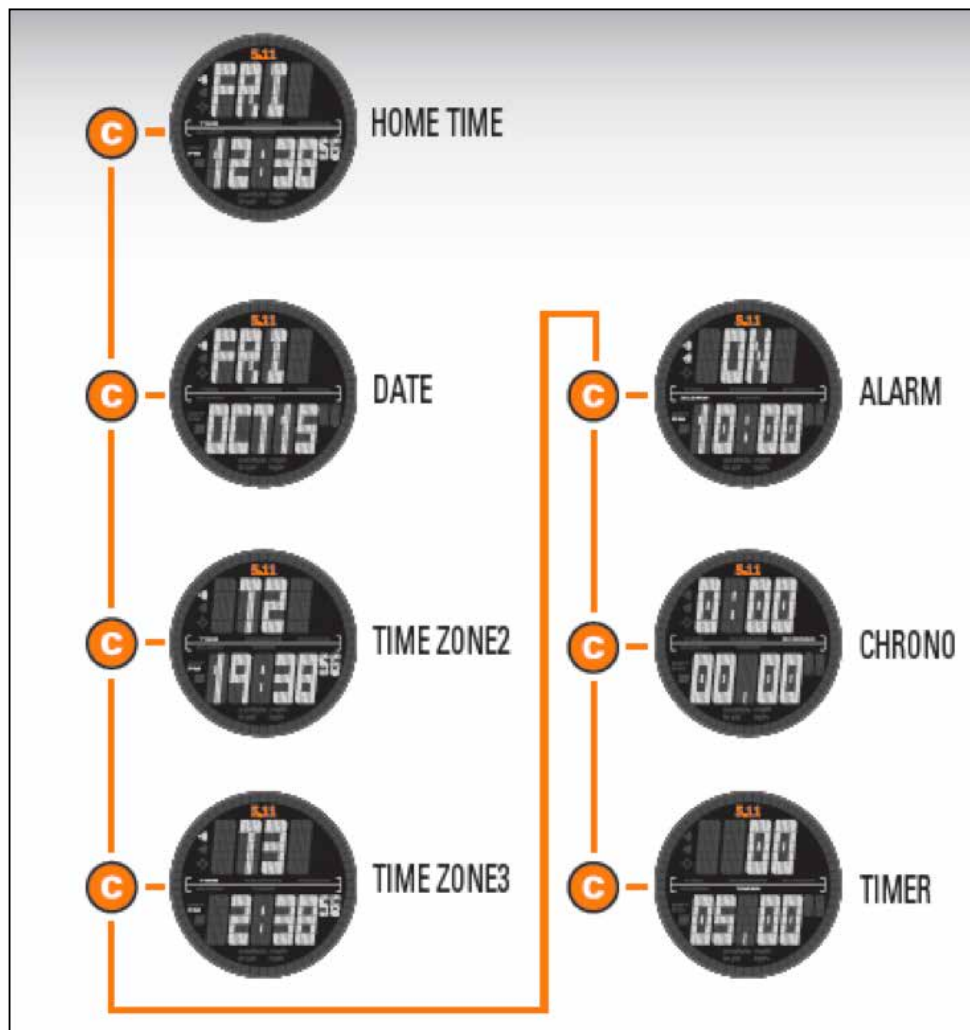 5.11
FRI
C
HOME TIME
12:38 56
5.11
FRI
C
DATE
OCT15
5.11
T2
C
TIME ZONE2
19:38 56
5.11
T3
C
TIME ZONE3
2:38 56
5.11
ON
C
ALARM
10:00
5.11
0:00
C
CHRONO
00.00
5.11
00
C
TIMER
05.00